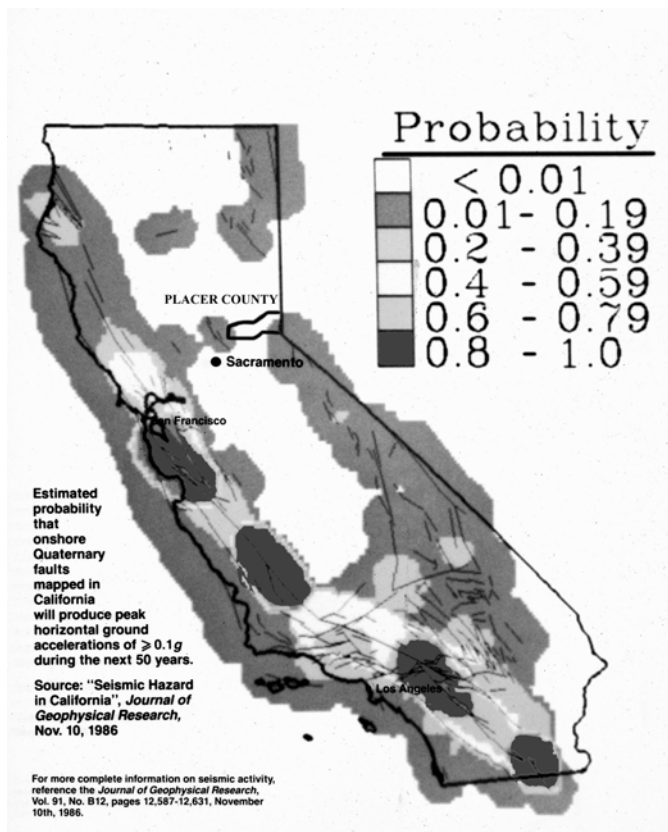 Probability
< 0.01
0.01- 0.19
0.2 - 0.39
0.4 - 0.59
0.6 - 0.79
0.8 - 1.0
PLACER COUNTY
Sacramento
San Francisco
Los Angeles
Estimated
probability
that
onshore
Quaternary
faults
mapped in
California
will produce peak
horizontal ground
accelerations of ⩾ 0.1g
during the next 50 years.
Source: “Seismic Hazard
in California”, Journal of
Geophysical Research,
Nov. 10, 1986
For more complete information on seismic activity,
reference the Journal of Geophysical Research,
Vol. 91, No. B12, pages 12,587-12,631, November
10th, 1986.